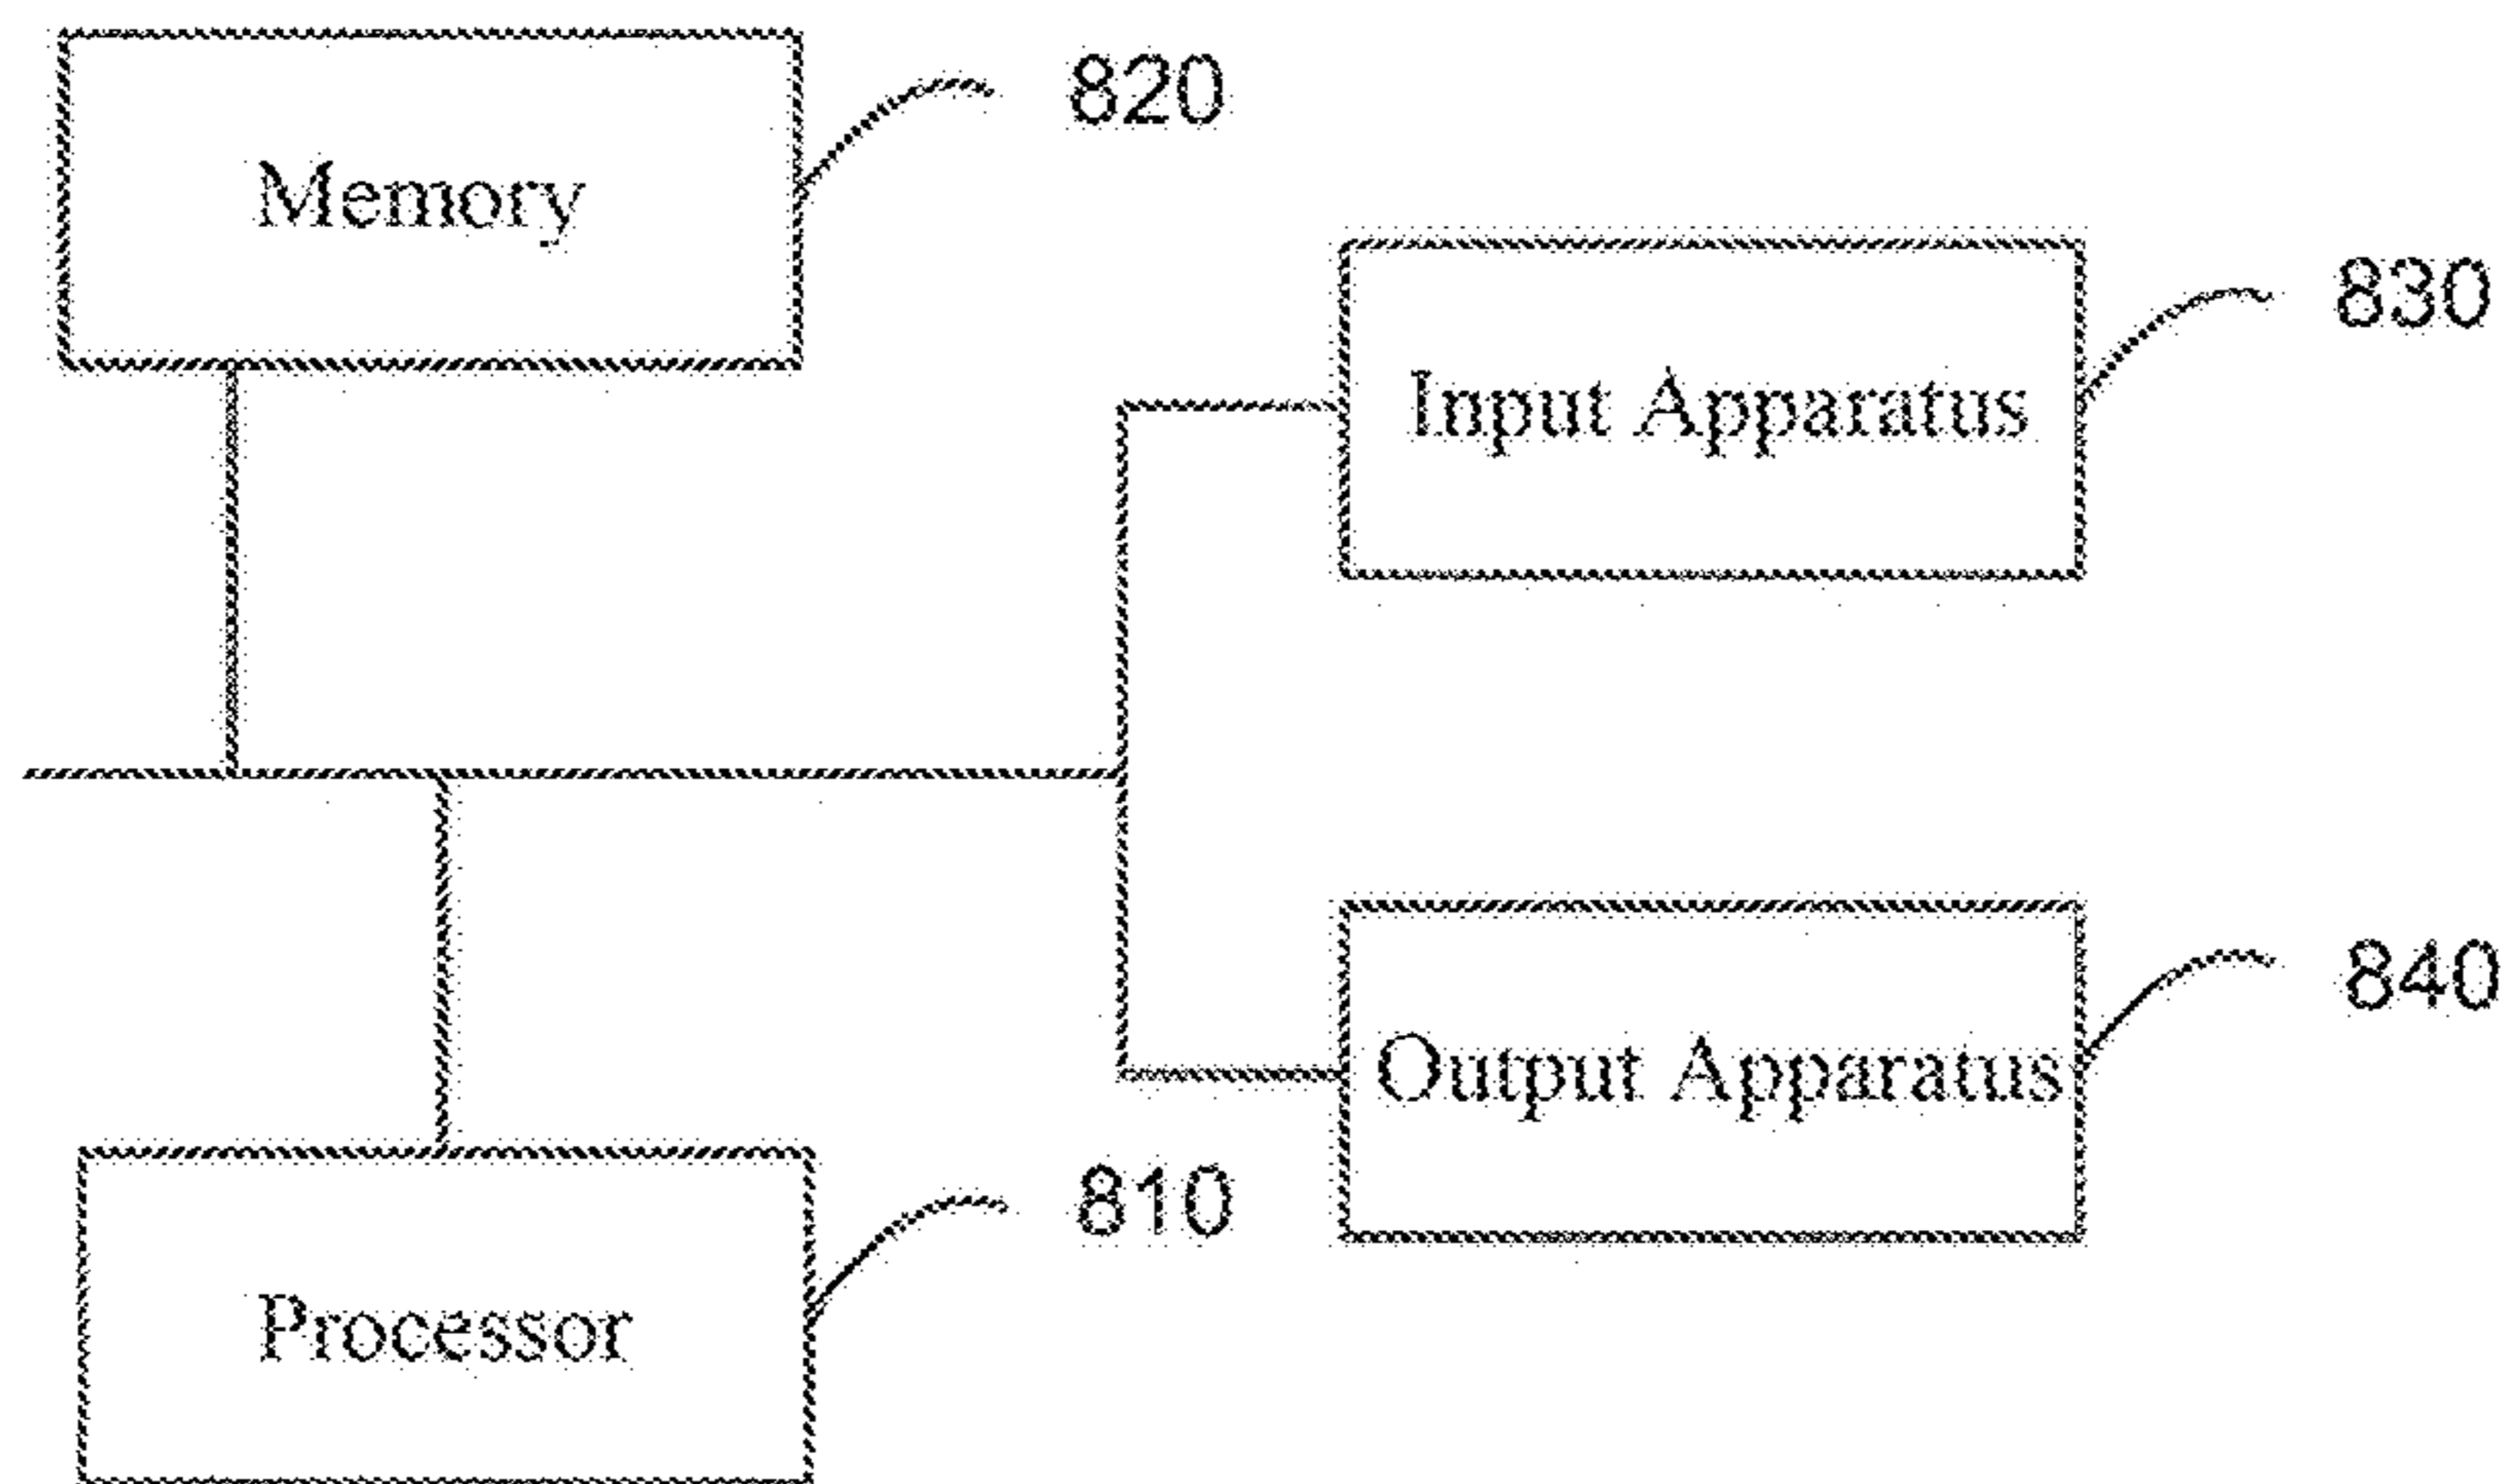 Memory
820
Input Apparatus
830
Output Apparatus
840
Processor
810